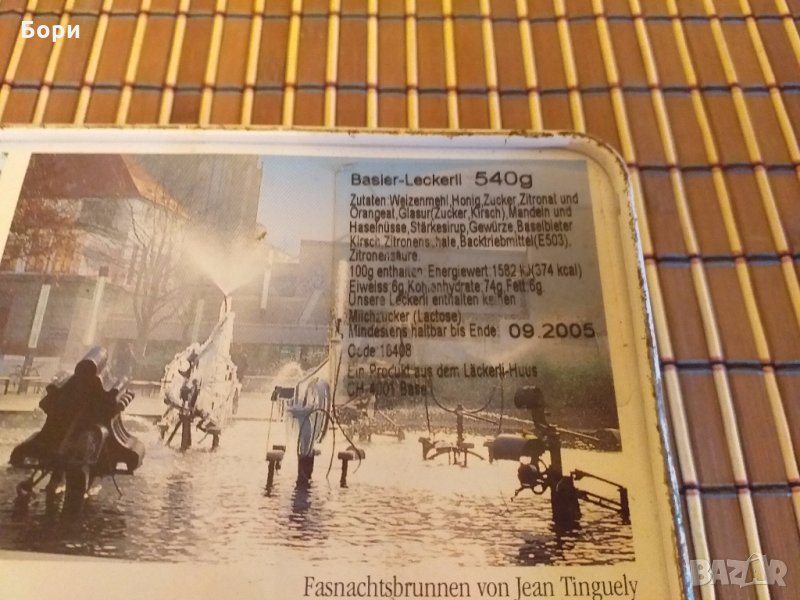 Бори
Basler-Leckerli 540g
Zutaten:Weizenmehl,Honig,Zucker,Zitronat und
Orangeat,Glasur(Zucker,Kirsch),Mandeln und
Haselnüsse,Stärkesirup,Gewürze,Baselbieter
Kirsch,Zitronenschale,Backtriebmittel(E503),
Zitronensäure.
100g enthalten:Energiewert 1582 kJ(374 kcal)
Eiweiss 6g,Kohlenhydrate 74g,Fett 6g
Unsere Leckerli enthalten keinen
Milchzucker (Lactose)
Mindestens haltbar bis Ende: 09.2005
Code 16408
Ein Produkt aus dem Läckerli-Huus
CH 4001 Basel
Fasnachtsbrunnen von Jean Tinguely
BAZAR